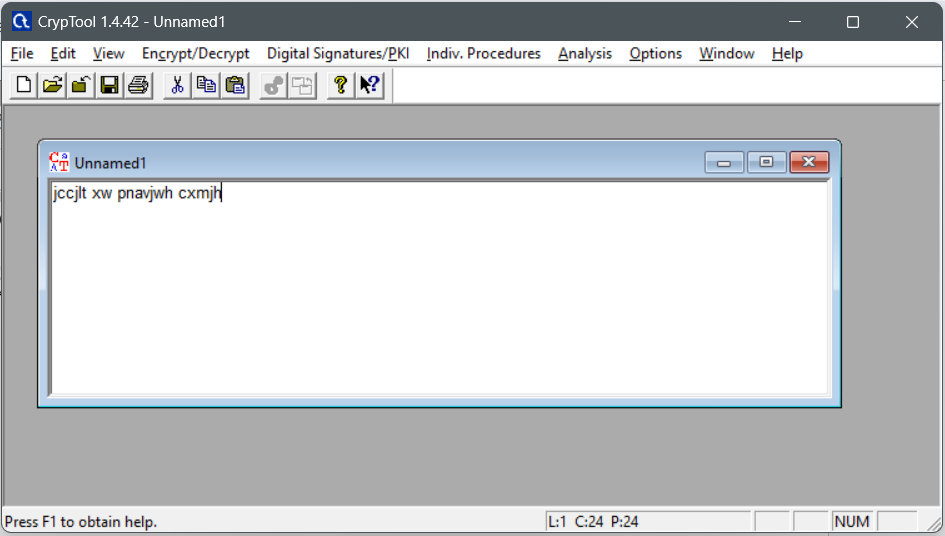 CrypTool 1.4.42 - Unnamed1
File Edit View Encrypt/Decrypt Digital Signatures/PKI Indiv. Procedures Analysis Options Window Help
Unnamed1
jccjlt xw pnavjwh cxmjh
Press F1 to obtain help. L:1 C:24 P:24 NUM